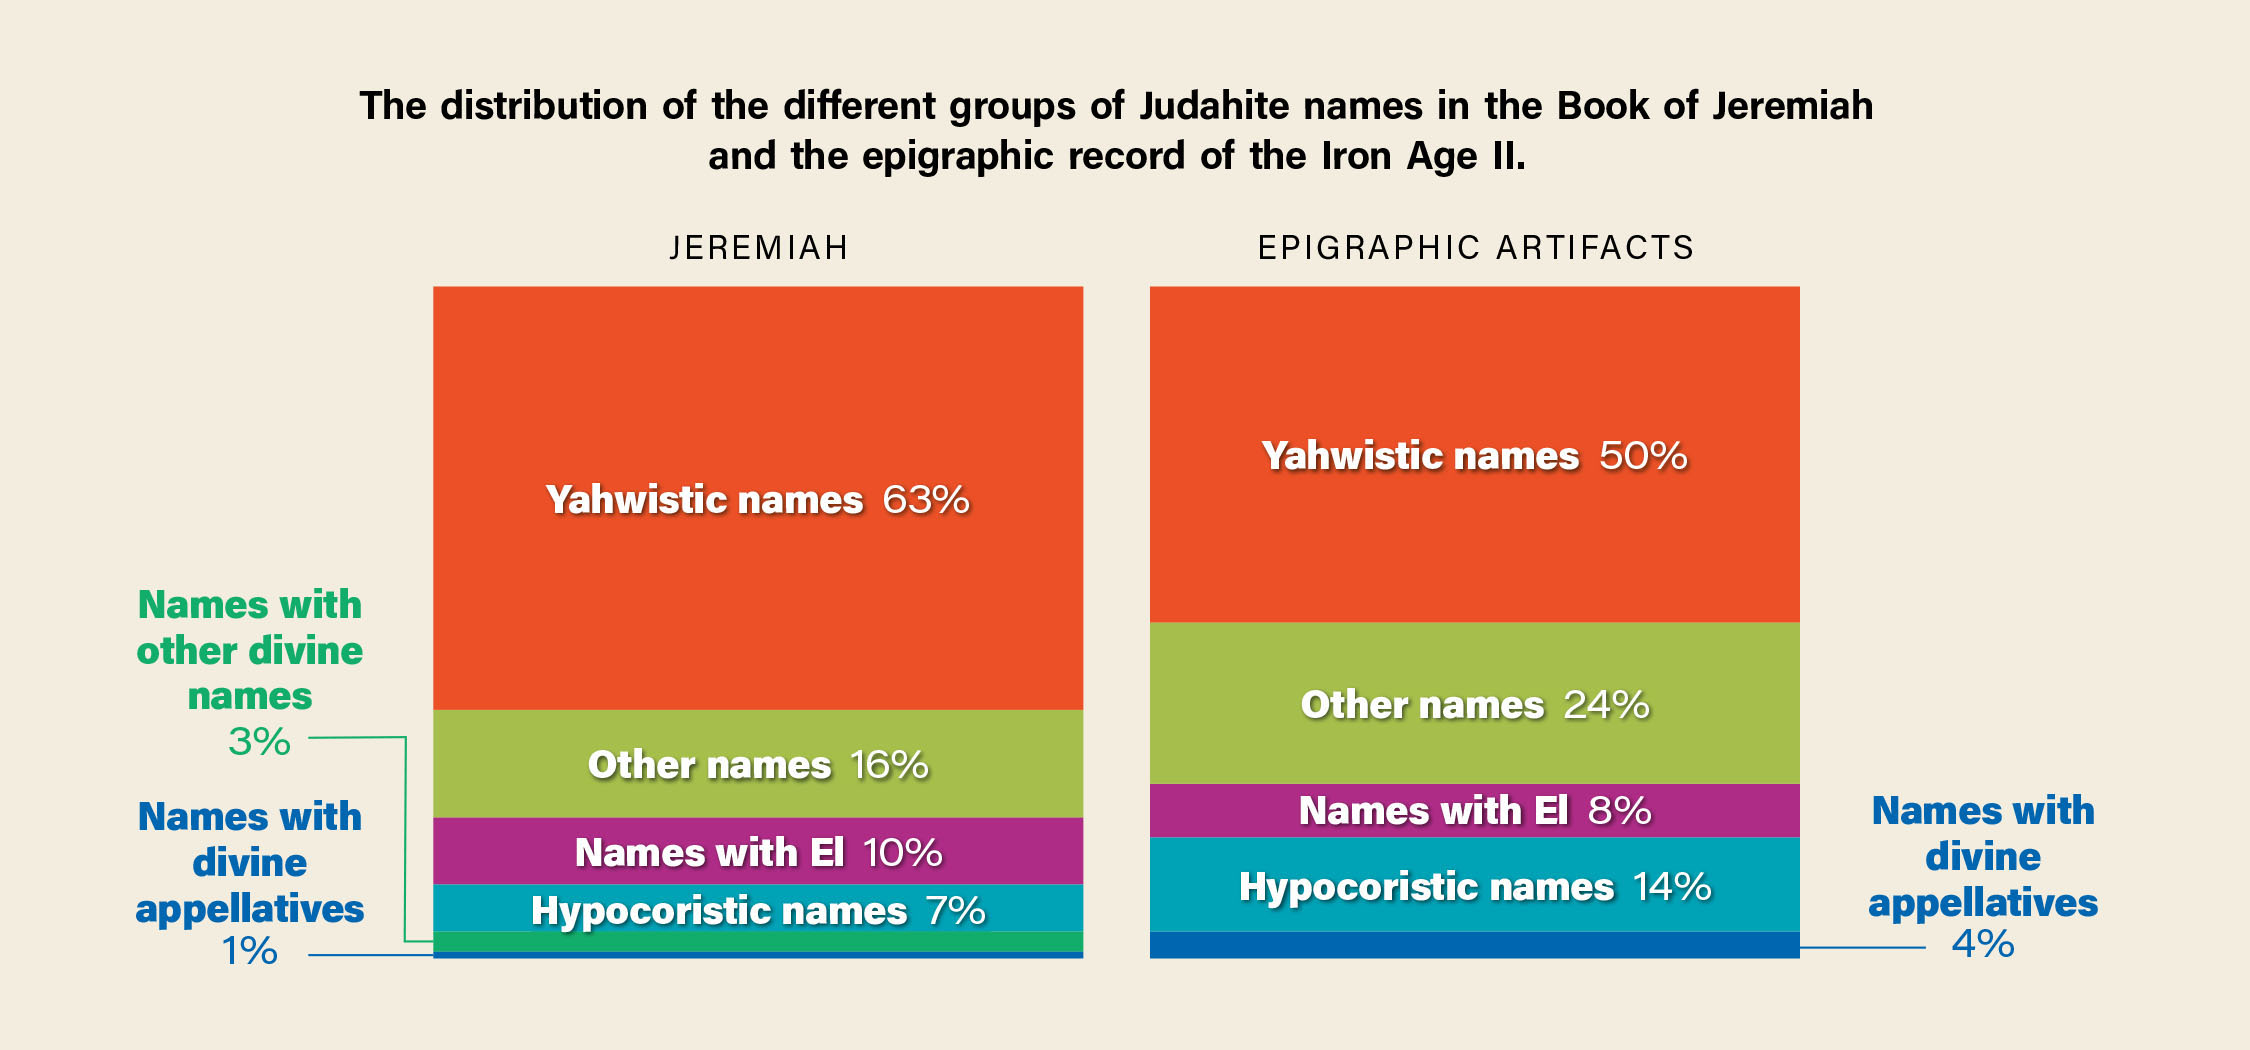 The distribution of the different groups of Judahite names in the Book of Jeremiah
and the epigraphic record of the Iron Age II.
JEREMIAH
Yahwistic names 63%
Other names 16%
Names with El 10%
Hypocoristic names 7%
Names with
other divine
names
3%
Names with
divine
appellatives
1%
EPIGRAPHIC ARTIFACTS
Yahwistic names 50%
Other names 24%
Names with El 8%
Hypocoristic names 14%
Names with
divine
appellatives
4%